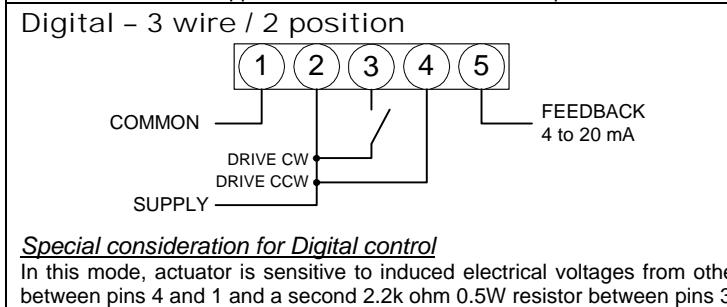 Digital – 3 wire / 2 position
1 2 3 4 5
COMMON
FEEDBACK
4 to 20 mA
DRIVE CW
DRIVE CCW
SUPPLY
Special consideration for Digital control
In this mode, actuator is sensitive to induced electrical voltages from
between pins 4 and 1 and a second 2.2k ohm 0.5W resistor between pins